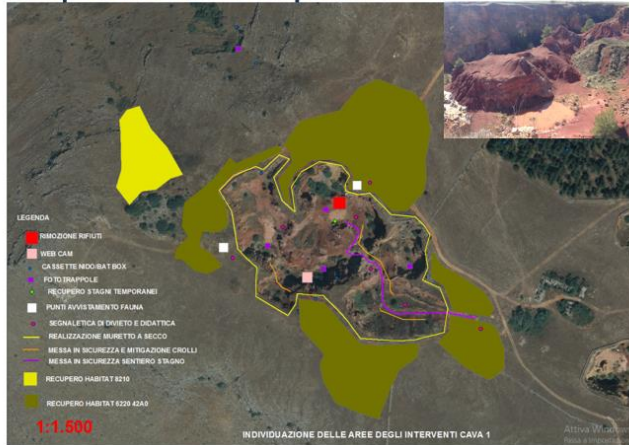 LEGENDA
RIMOZIONE RIFIUTI
WEB CAM
CASSETTE NIDO/BAT BOX
FOTOTRAPPOLE
RECUPERO STAGNI TEMPORANEI
PUNTI AVVISTAMENTO FAUNA
SEGNALETICA DI DIVIETO E DIDATTICA
REALIZZAZIONE MURETTO A SECCO
MESSA IN SICUREZZA E MITIGAZIONE CROLLI
MESSA IN SICUREZZA SENTIERO STAGNO
RECUPERO HABITAT 8210
RECUPERO HABITAT 6220 42A0
1:1.500
INDIVIDUAZIONE DELLE AREE DEGLI INTERVENTI CAVA 1
Attiva Windows